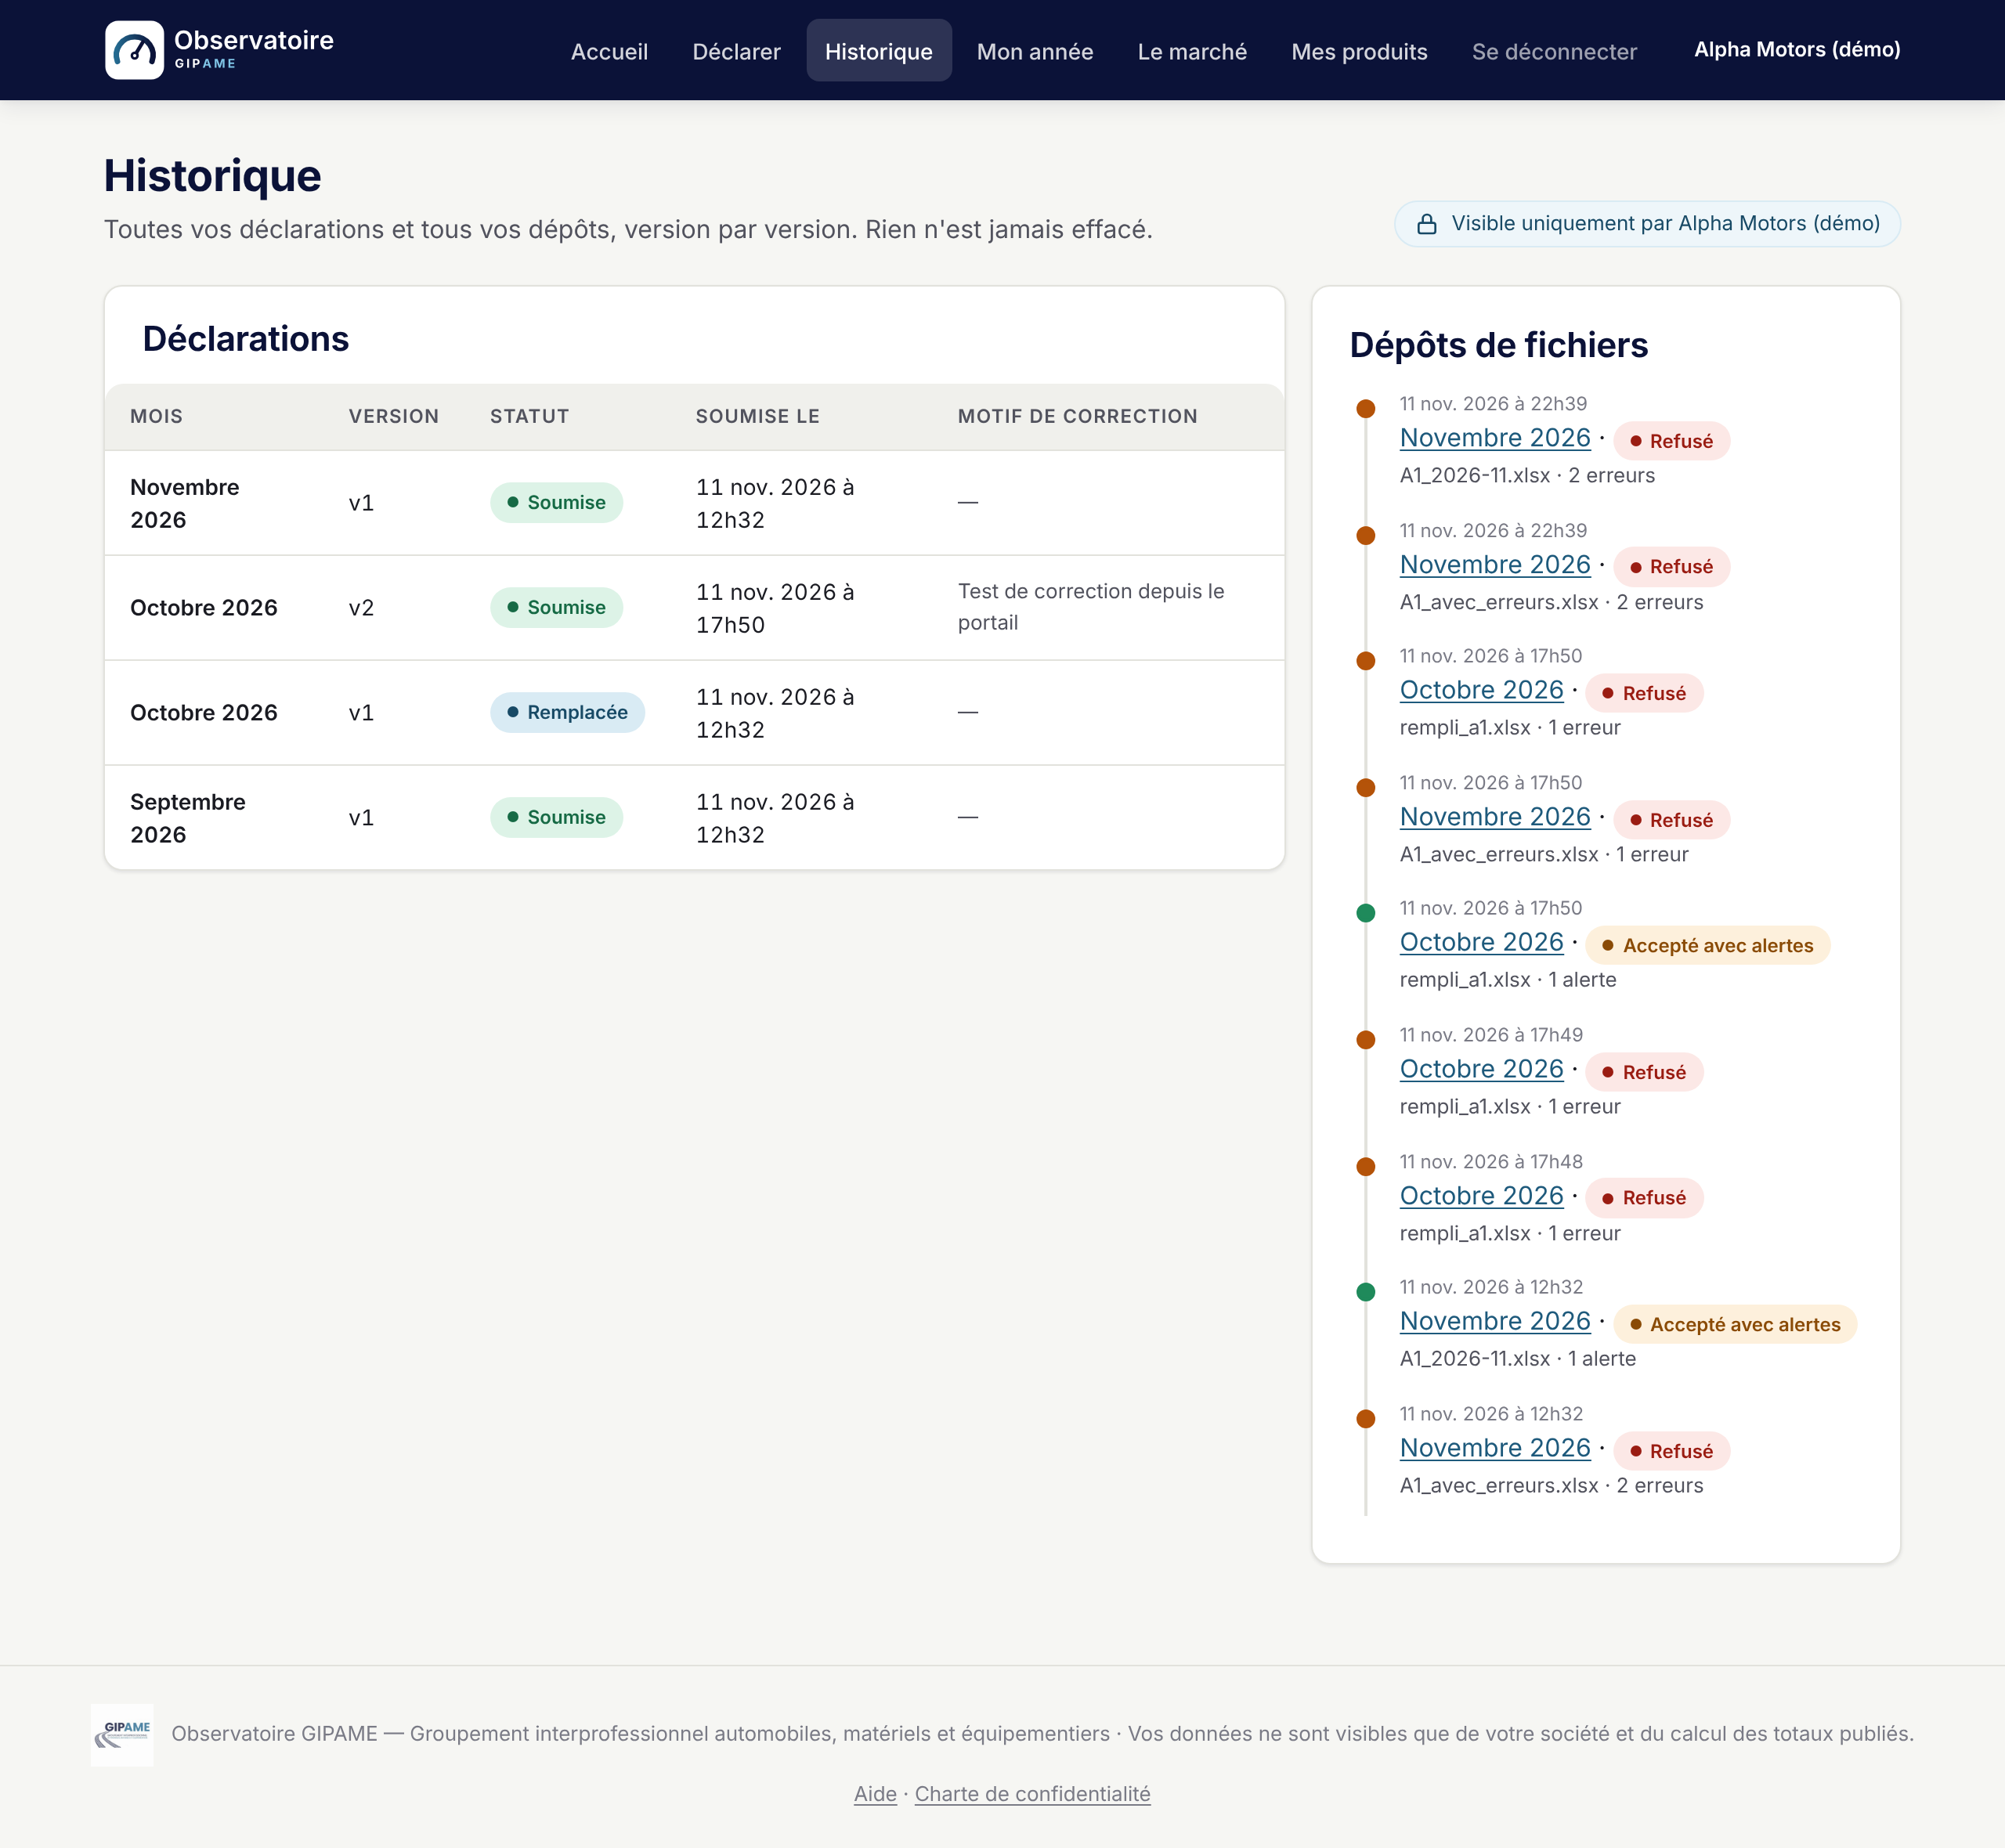 Observatoire
GIPAME
Accueil
Déclarer
Historique
Mon année
Le marché
Mes produits
Se déconnecter
Alpha Motors (démo)
Historique
Toutes vos déclarations et tous vos dépôts, version par version. Rien n'est jamais effacé.
Visible uniquement par Alpha Motors (démo)
Déclarations
MOIS VERSION STATUT SOUMISE LE MOTIF DE CORRECTION
Novembre 2026 v1 Soumise 11 nov. 2026 à 12h32 —
Octobre 2026 v2 Soumise 11 nov. 2026 à 17h50 Test de correction depuis le portail
Octobre 2026 v1 Remplacée 11 nov. 2026 à 12h32 —
Septembre 2026 v1 Soumise 11 nov. 2026 à 12h32 —
Dépôts de fichiers
11 nov. 2026 à 22h39
Novembre 2026 · Refusé
A1_2026-11.xlsx · 2 erreurs
11 nov. 2026 à 22h39
Novembre 2026 · Refusé
A1_avec_erreurs.xlsx · 2 erreurs
11 nov. 2026 à 17h50
Octobre 2026 · Refusé
rempli_a1.xlsx · 1 erreur
11 nov. 2026 à 17h50
Novembre 2026 · Refusé
A1_avec_erreurs.xlsx · 1 erreur
11 nov. 2026 à 17h50
Octobre 2026 · Accepté avec alertes
rempli_a1.xlsx · 1 alerte
11 nov. 2026 à 17h49
Octobre 2026 · Refusé
rempli_a1.xlsx · 1 erreur
11 nov. 2026 à 17h48
Octobre 2026 · Refusé
rempli_a1.xlsx · 1 erreur
11 nov. 2026 à 12h32
Novembre 2026 · Accepté avec alertes
A1_2026-11.xlsx · 1 alerte
11 nov. 2026 à 12h32
Novembre 2026 · Refusé
A1_avec_erreurs.xlsx · 2 erreurs
GIPAME
Observatoire GIPAME — Groupement interprofessionnel automobiles, matériels et équipementiers · Vos données ne sont visibles que de votre société et du calcul des totaux publiés.
Aide · Charte de confidentialité